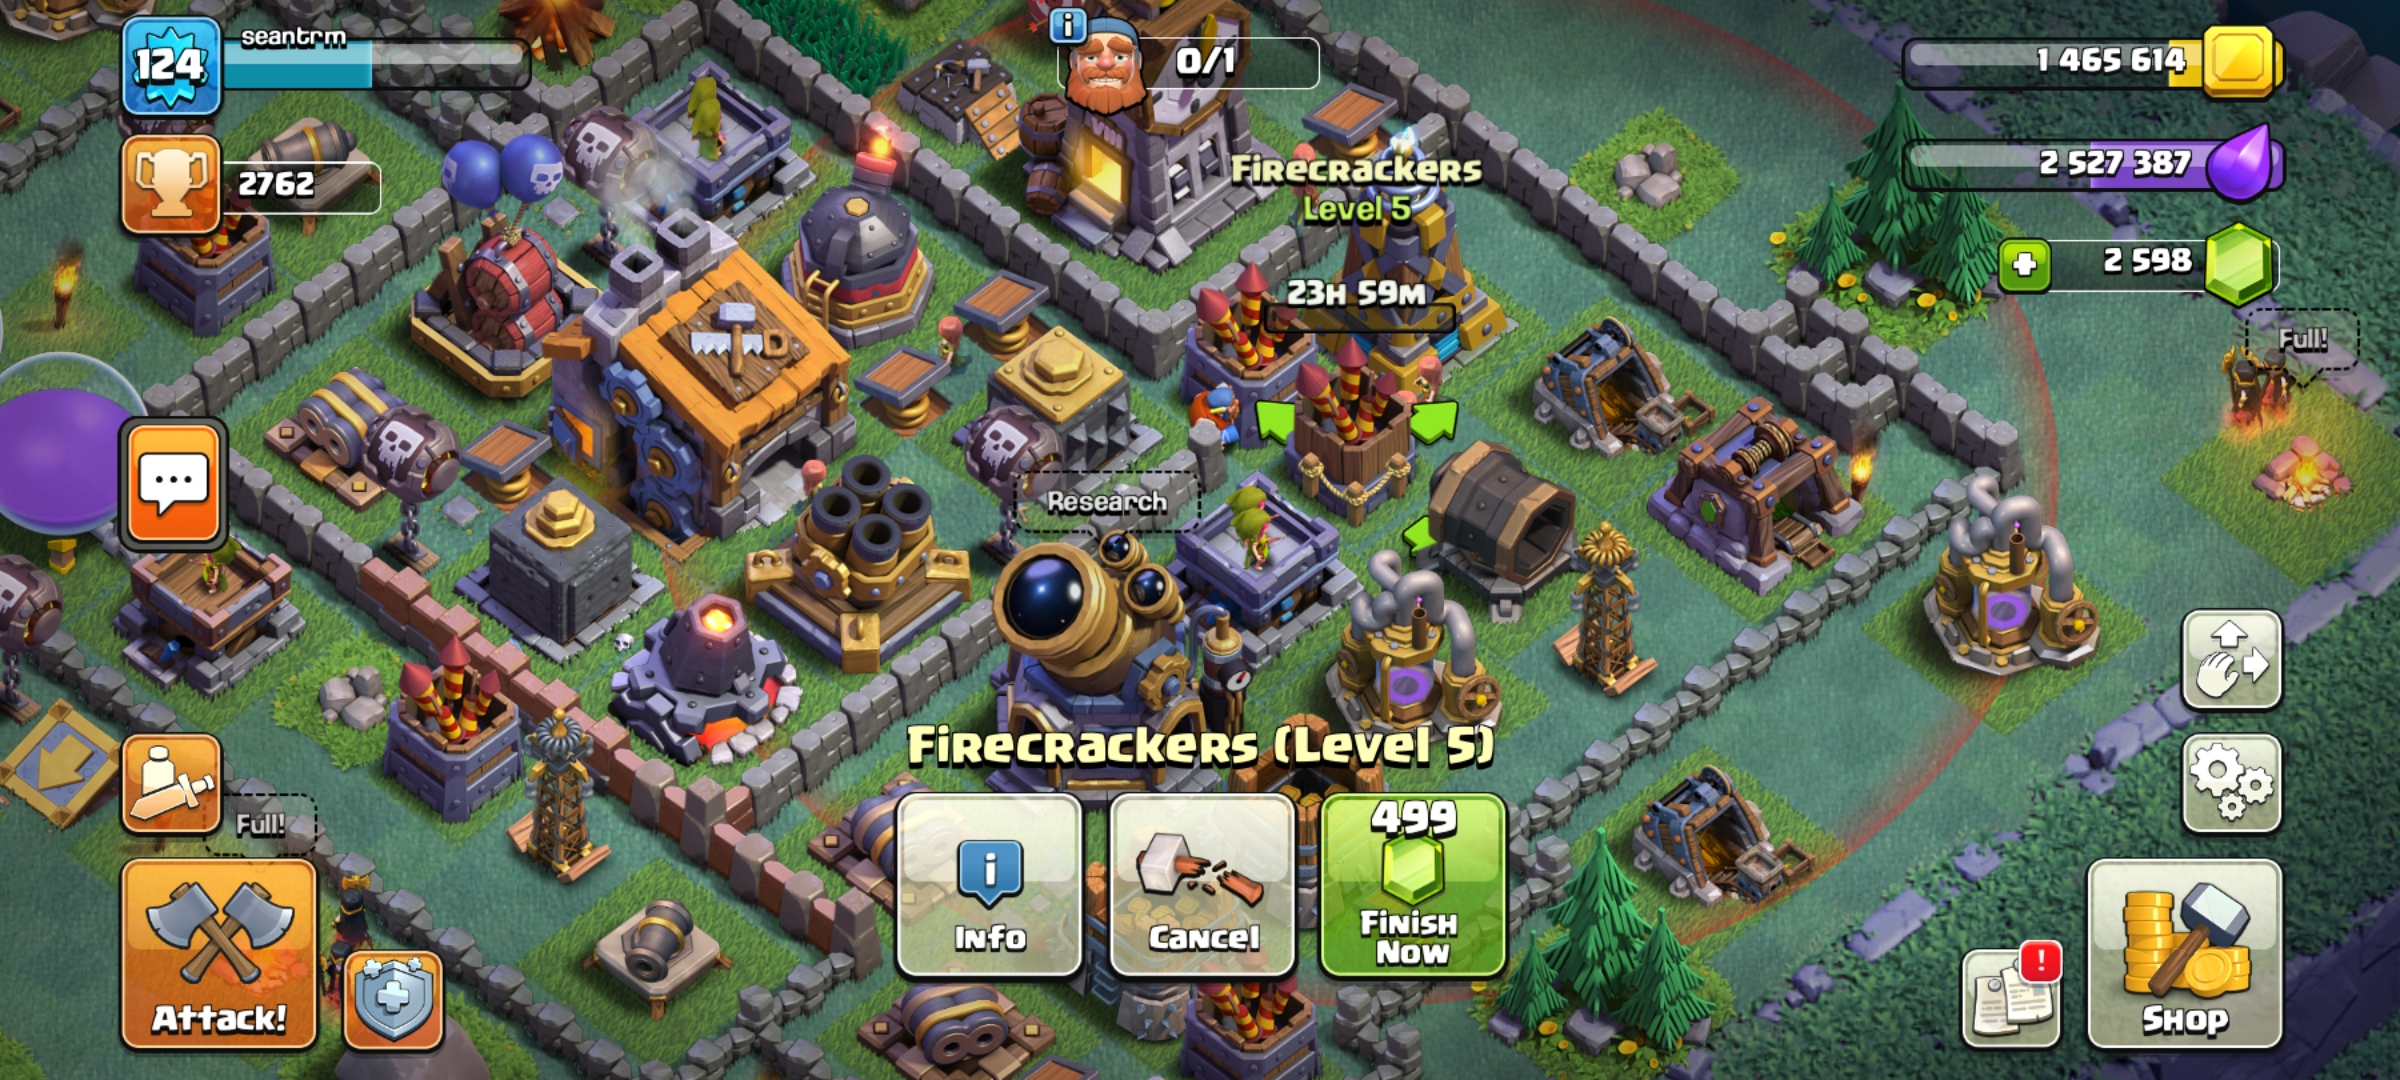 124
seantrm
0/1
1 465 614
2762
Firecrackers
Level 5
2 527 387
2 598
23H 59M
Full!
Research
Firecrackers (Level 5)
Full!
499
Info
Cancel
Finish
Now
Attack!
!
Shop